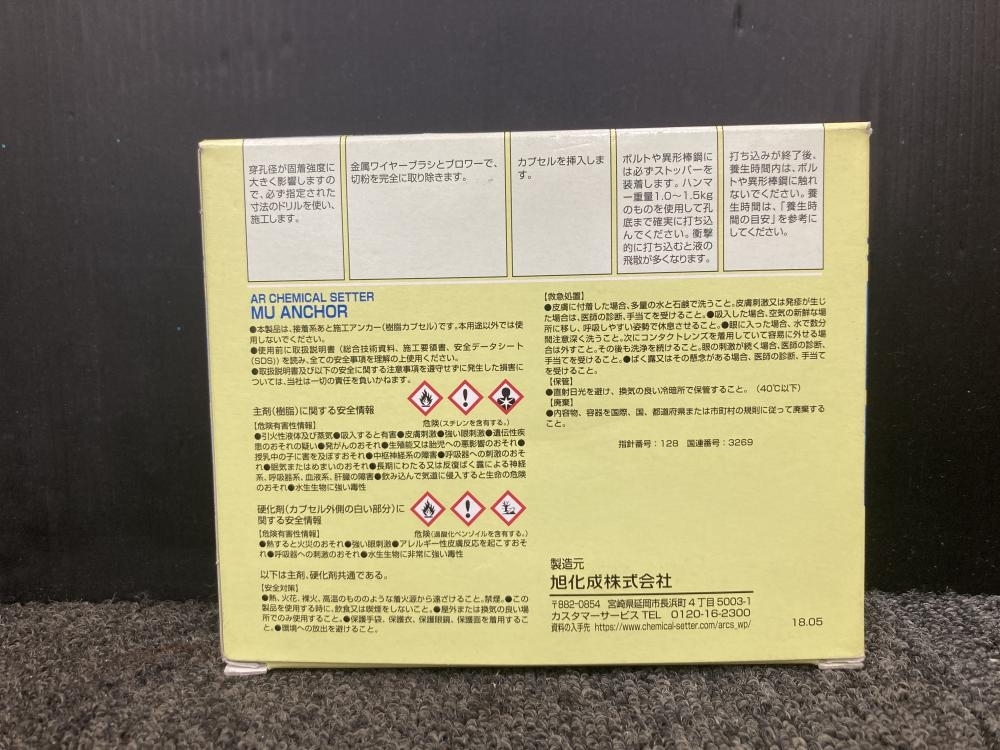 穿孔径が固着強度に
大きく影響しますの
で、必ず指定された
寸法のドリルを使い、
施工します。
金属ワイヤーブラシとブロワーで、
切粉を完全に取り除きます。
カプセルを挿入しま
す。
ボルトや異形棒鋼に
は必ずストッパーを
装着します。ハンマ
ー重量1.0〜1.5kg
のものを使用して孔
底まで確実に打ち込
んでください。衝撃
的に打ち込むと液の
飛散が多くなります。
打ち込みが終了後、
養生時間内は、ボル
トや異形棒鋼に触れ
ないでください。養
生時間は、「養生時
間の目安」を参考に
してください。
AR CHEMICAL SETTER
MU ANCHOR
●本製品は、接着系あと施工アンカー(樹脂カプセル)です。本用途以外では使
用しないでください。
●使用前に取扱説明書(総合技術資料、施工要領書、安全データシート
(SDS))を読み、全ての安全事項を理解の上使用ください。
●取扱説明書及び以下の安全に関する注意事項を遵守せずに発生した損害に
ついては、当社は一切の責任を負いかねます。
主剤(樹脂)に関する安全情報
危険(スチレンを含有する。)
【危険有害性情報】
●引火性液体及び蒸気●吸入すると有害●皮膚刺激●強い眼刺激●遺伝性疾
患のおそれの疑い●発がんのおそれ●生殖能又は胎児への悪影響のおそれ●
授乳中の子に害を及ぼすおそれ●中枢神経系の障害●呼吸器への刺激のおそ
れ●眠気またはめまいのおそれ●長期にわたる又は反復ばく露による神経
系、呼吸器系、血液系、肝臓の障害●飲み込んで気道に侵入すると生命の危険
のおそれ●水生生物に強い毒性
硬化剤(カプセル外側の白い部分)に
関する安全情報
危険(過酸化ベンゾイルを含有する。)
【危険有害性情報】
●熱すると火災のおそれ●強い眼刺激●アレルギー性皮膚反応を起こすおそ
れ●呼吸器への刺激のおそれ●水生生物に非常に強い毒性
以下は主剤、硬化剤共通である。
【安全対策】
●熱、火花、裸火、高温のもののような着火源から遠ざけること。禁煙。●この
製品を使用する時に、飲食又は喫煙をしないこと。●屋外または換気の良い場
所でのみ使用すること。●保護手袋、保護衣、保護眼鏡、保護面を着用するこ
と。●環境への放出を避けること。
【救急処置】
●皮膚に付着した場合、多量の水と石鹸で洗うこと。皮膚刺激又は発疹が生じ
た場合は、医師の診断、手当てを受けること。●吸入した場合、空気の新鮮な場
所に移し、呼吸しやすい姿勢で休息させること。●眼に入った場合、水で数分
間注意深く洗うこと。次にコンタクトレンズを着用していて容易に外せる場
合は外すこと。その後も洗浄を続けること。眼の刺激が続く場合、医師の診断、
手当てを受けること。●ばく露又はその懸念がある場合、医師の診断、手当て
を受けること。
【保管】
●直射日光を避け、換気の良い冷暗所で保管すること。(40℃以下)
【廃棄】
●内容物、容器を国際、国、都道府県または市町村の規則に従って廃棄する
こと。
指針番号:128 国連番号:3269
製造元
旭化成株式会社
〒882-0854 宮崎県延岡市長浜町4丁目5003-1
カスタマーサービス TEL 0120-16-2300
資料の入手先 https://www.chemical-setter.com/arcs_wp/
18.05